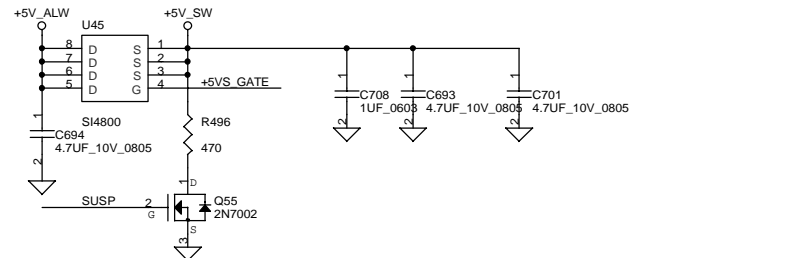 +5V_ALW
+5V_SW
U45
8 D S 1
7 D S 2
6 D S 3
5 D G 4
+5VS_GATE
SI4800
1
C694
4.7UF_10V_0805
2
R496
470
1
C708
1UF_0603
2
1
C693
4.7UF_10V_0805
2
1
C701
4.7UF_10V_0805
2
SUSP
2
G
1
D
Q55
2N7002
S
3